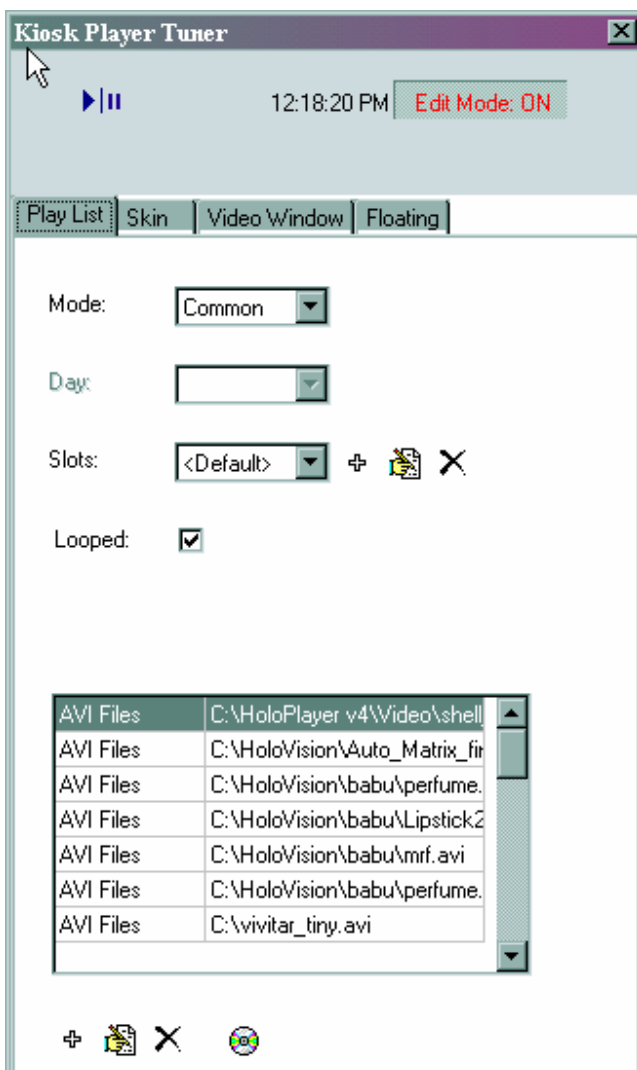 Kiosk Player Tuner
12:18:20 PM Edit Mode: ON
Play List Skin Video Window Floating
Mode: Common
Day:
Slots: <Default>
Looped:
AVI Files C:\HoloPlayer v4\Video\shell_
AVI Files C:\HoloVision\Auto_Matrix_fir
AVI Files C:\HoloVision\babu\perfume.
AVI Files C:\HoloVision\babu\Lipstick2
AVI Files C:\HoloVision\babu\mrf.avi
AVI Files C:\HoloVision\babu\perfume.
AVI Files C:\vivitar_tiny.avi